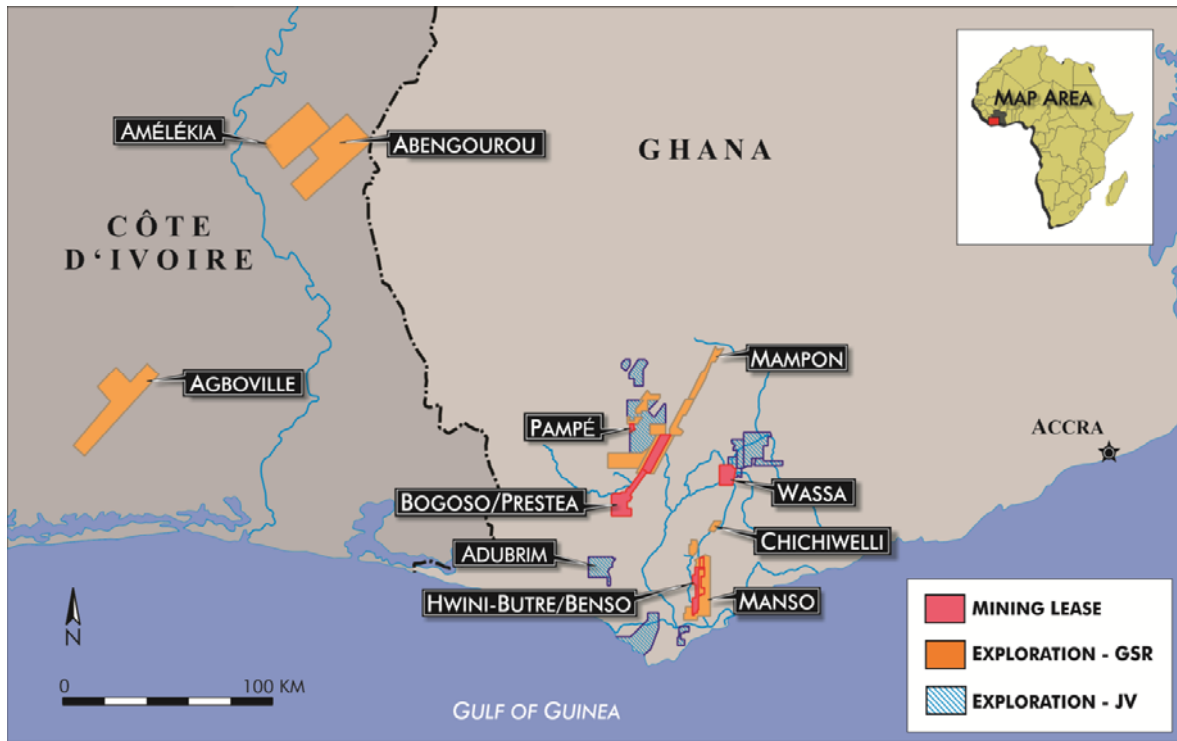 MAP AREA
AMÉLÉKIA
ABENGOUROU
GHANA
CÔTE
D'IVOIRE
MAMPON
AGBOVILLE
PAMPÉ
ACCRA
WASSA
BOGOSO/PRESTEA
CHICHIWELLI
ADUBRIM
HWINI-BUTRE/BENSO
MANSO
MINING LEASE
EXPLORATION - GSR
EXPLORATION - JV
N
0 100 KM
GULF OF GUINEA